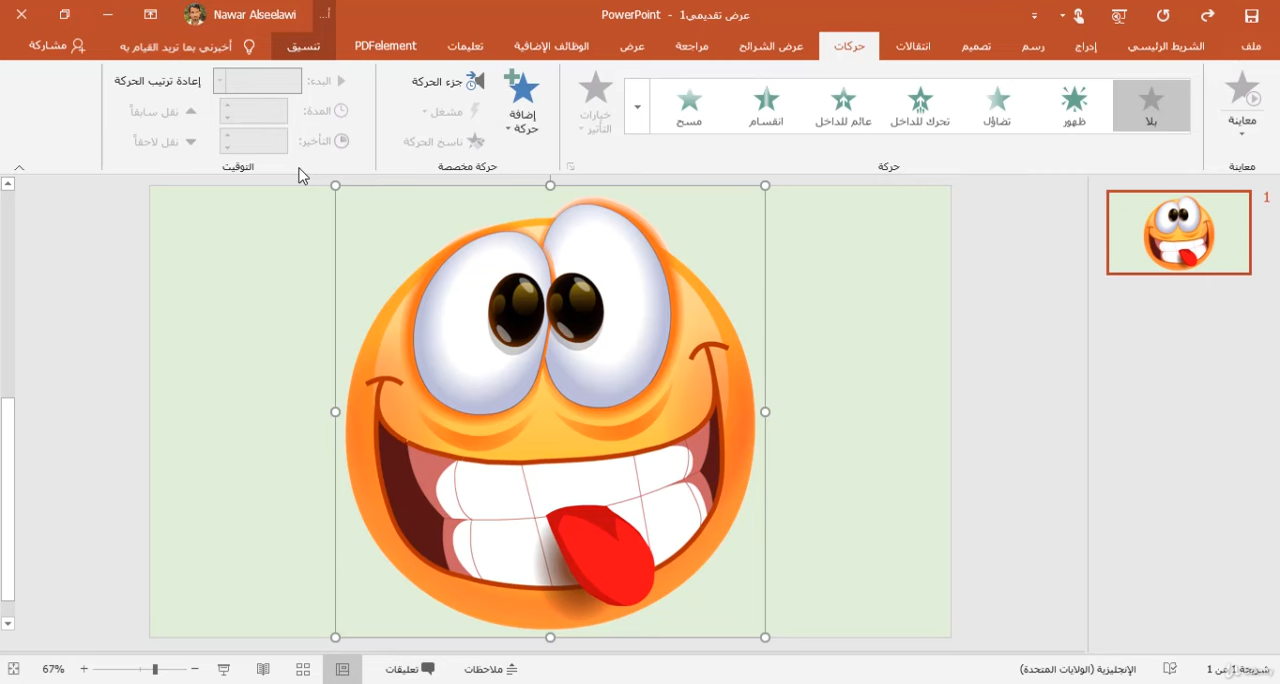 عرض تقديمي1 - PowerPoint
Nawar Alseelawi
أ...
ملف
الشريط الرئيسي
إدراج
رسم
تصميم
انتقالات
حركات
عرض الشرائح
مراجعة
عرض
الوظائف الإضافية
تعليمات
PDFelement
تنسيق
أخبرني بما تريد القيام به
مشاركة
معاينة
معاينة
بلا
ظهور
تضاؤل
تحرك للداخل
عائم للداخل
انقسام
مسح
حركة
خيارات
التأثير
إضافة
حركة
جزء الحركة
مشغل
ناسخ الحركة
حركة مخصصة
البدء:
المدة:
التأخير:
إعادة ترتيب الحركة
نقل سابقاً
نقل لاحقاً
التوقيت
1
شريحة 1 من 1
الإنجليزية (الولايات المتحدة)
ملاحظات
تعليقات
67%